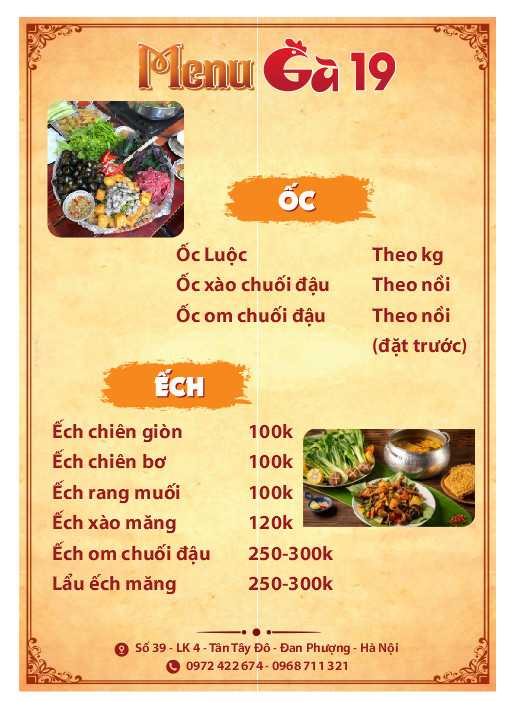 Menu Gà 19
ỐC
Ốc Luộc Theo kg
Ốc xào chuối đậu Theo nồi
Ốc om chuối đậu Theo nồi
(đặt trước)
ẾCH
Ếch chiên giòn 100k
Ếch chiên bơ 100k
Ếch rang muối 100k
Ếch xào măng 120k
Ếch om chuối đậu 250-300k
Lẩu ếch măng 250-300k
Số 39 - LK 4 - Tân Tây Đô - Đan Phượng - Hà Nội
0972 422 674 - 0968 711 321